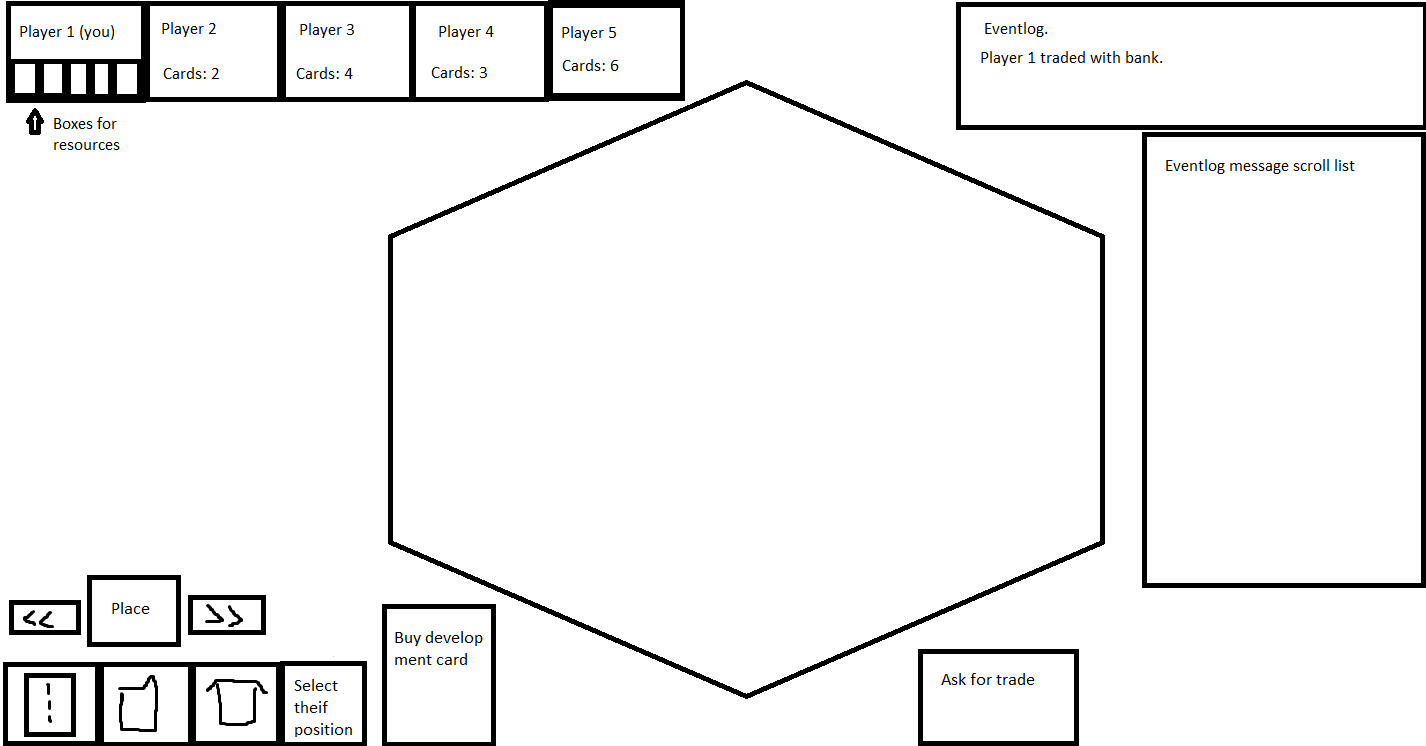 Player 1 (you)
Player 2
Player 3
Player 4
Player 5
Cards: 2
Cards: 4
Cards: 3
Cards: 6
Boxes for
resources
Eventlog.
Player 1 traded with bank.
Eventlog message scroll list
<<
Place
>>
Select
theif
position
Buy develop
ment card
Ask for trade